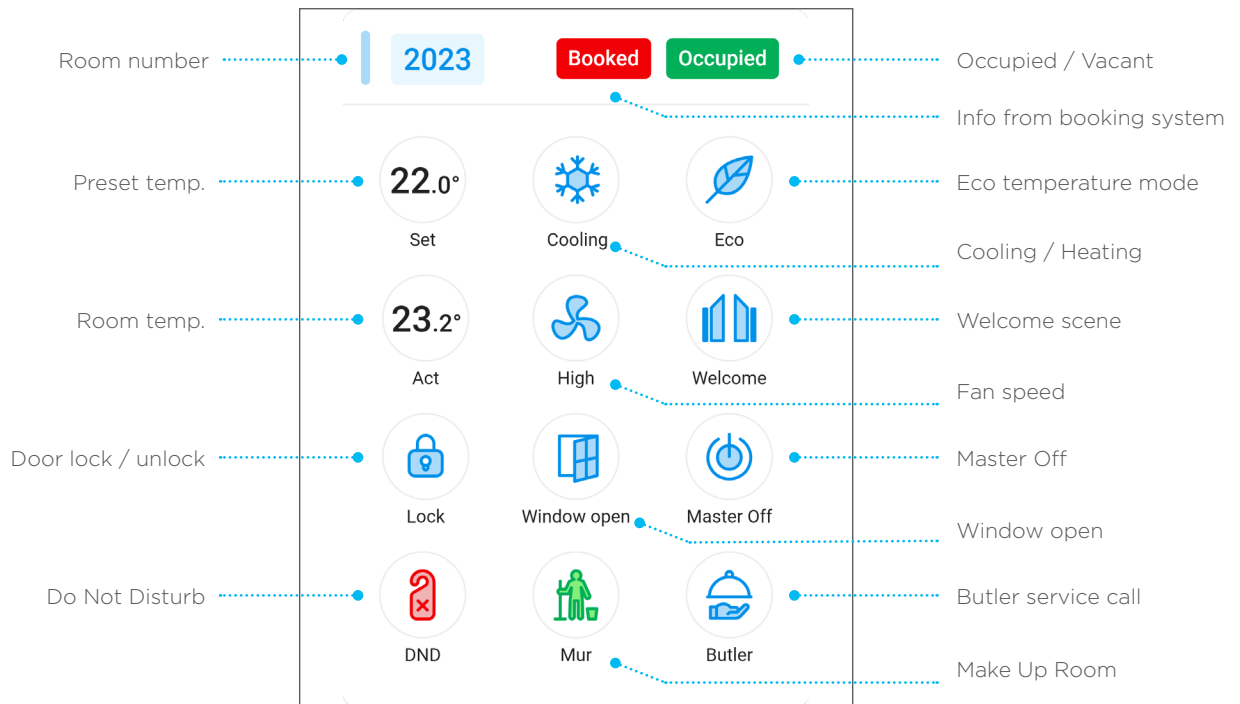 Room number
2023
Booked
Occupied
Occupied / Vacant
Info from booking system
Preset temp.
22.0°
Eco temperature mode
Set
Cooling
Eco
Cooling / Heating
Room temp.
23.2°
Welcome scene
Act
High
Welcome
Fan speed
Door lock / unlock
Master Off
Lock
Window open
Master Off
Window open
Do Not Disturb
Butler service call
DND
Mur
Butler
Make Up Room